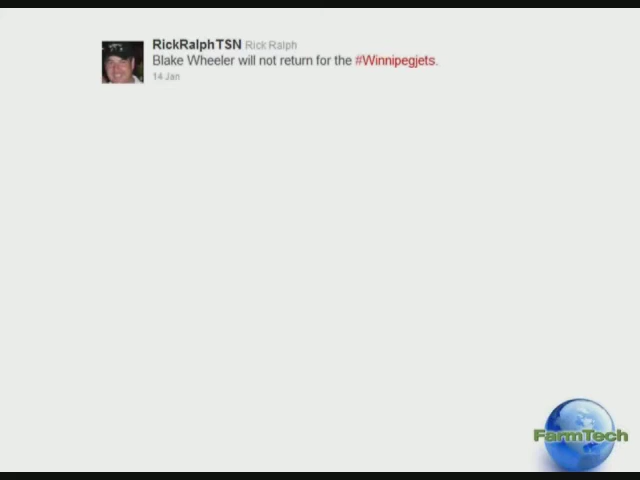 RickRalphTSN Rick Ralph
Blake Wheeler will not return for the #Winnipegjets.
14 Jan
FarmTech